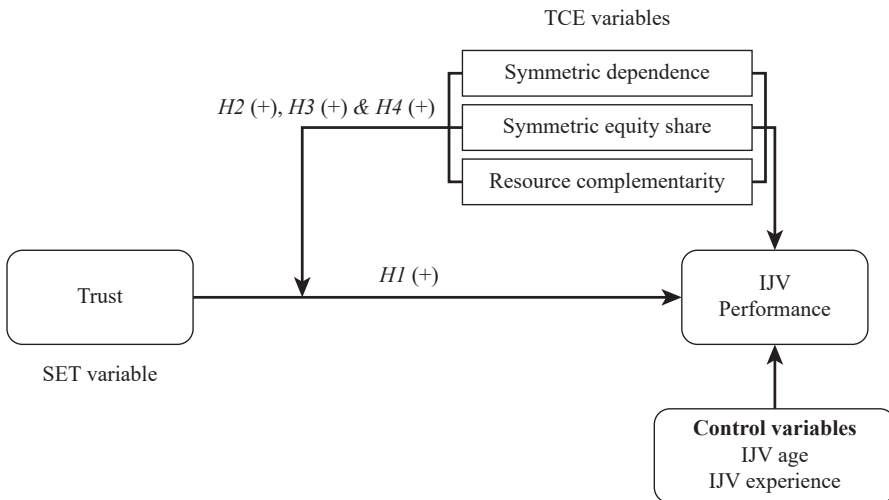 TCE variables
Symmetric dependence
H2 (+), H3 (+) & H4 (+)
Symmetric equity share
Resource complementarity
Trust
H1 (+)
IJV
Performance
SET variable
Control variables
IJV age
IJV experience